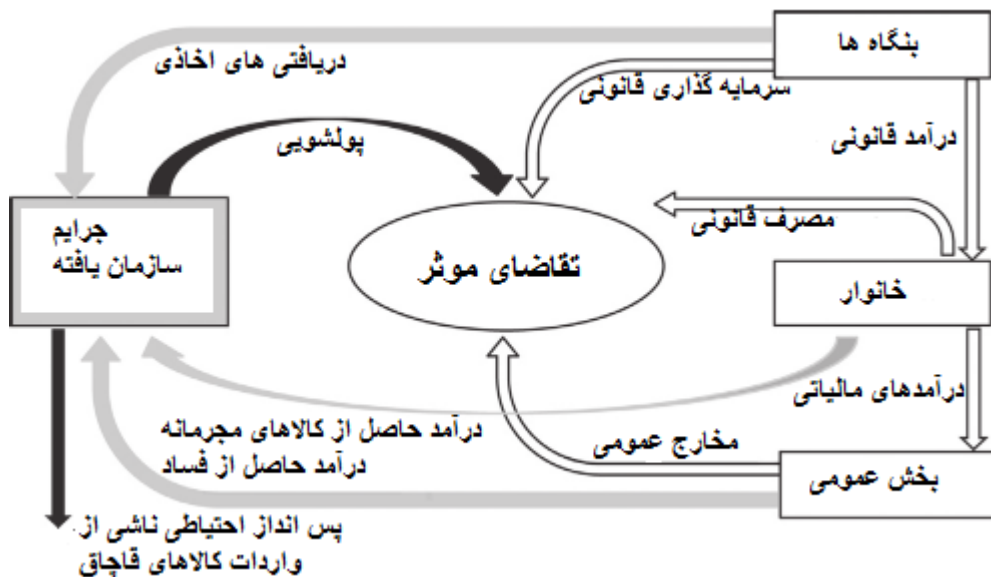 بنگاه ها
دریافتی های اخاذی
سرمایه گذاری قانونی
پولشویی
درآمد قانونی
جرایم
سازمان یافته
مصرف قانونی
تقاضای موثر
خانوار
درآمدهای مالیاتی
درآمد حاصل از کالاهای مجرمانه
درآمد حاصل از فساد
مخارج عمومی
بخش عمومی
پس انداز احتیاطی ناشی از.
واردات کالاهای قاچاق